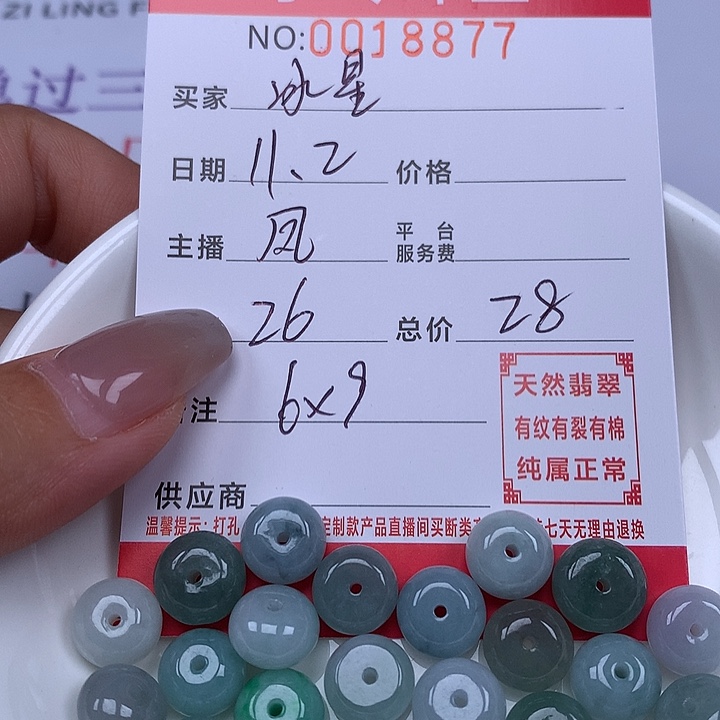 ZI LING F
过三
NO:0018877
买家 冰星
日期 11、2 价格
主播 凤 平台服务费
26 总价 28
注 6x9
天然翡翠
有纹有裂有棉
纯属正常
供应商
温馨提示：打孔 定制款产品直播间买断类 七天无理由退换